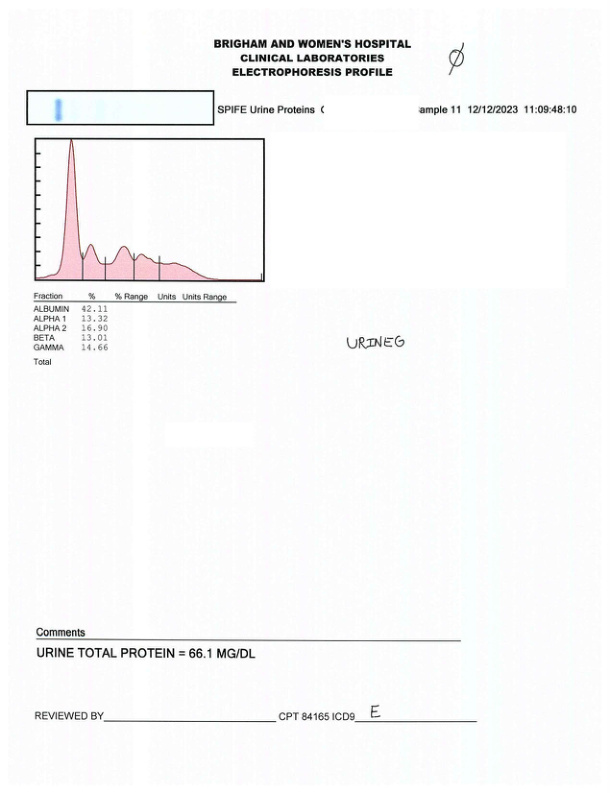 BRIGHAM AND WOMEN'S HOSPITAL
CLINICAL LABORATORIES
ELECTROPHORESIS PROFILE
SPIFE Urine Proteins ample 11 12/12/2023 11:09:48:10
Fraction % % Range Units Units Range
ALBUMIN 42.11
ALPHA 1 13.32
ALPHA 2 16.90
BETA 13.01
GAMMA 14.66
Total
URINEG
Comments
URINE TOTAL PROTEIN = 66.1 MG/DL
REVIEWED BY CPT 84165 ICD9 E